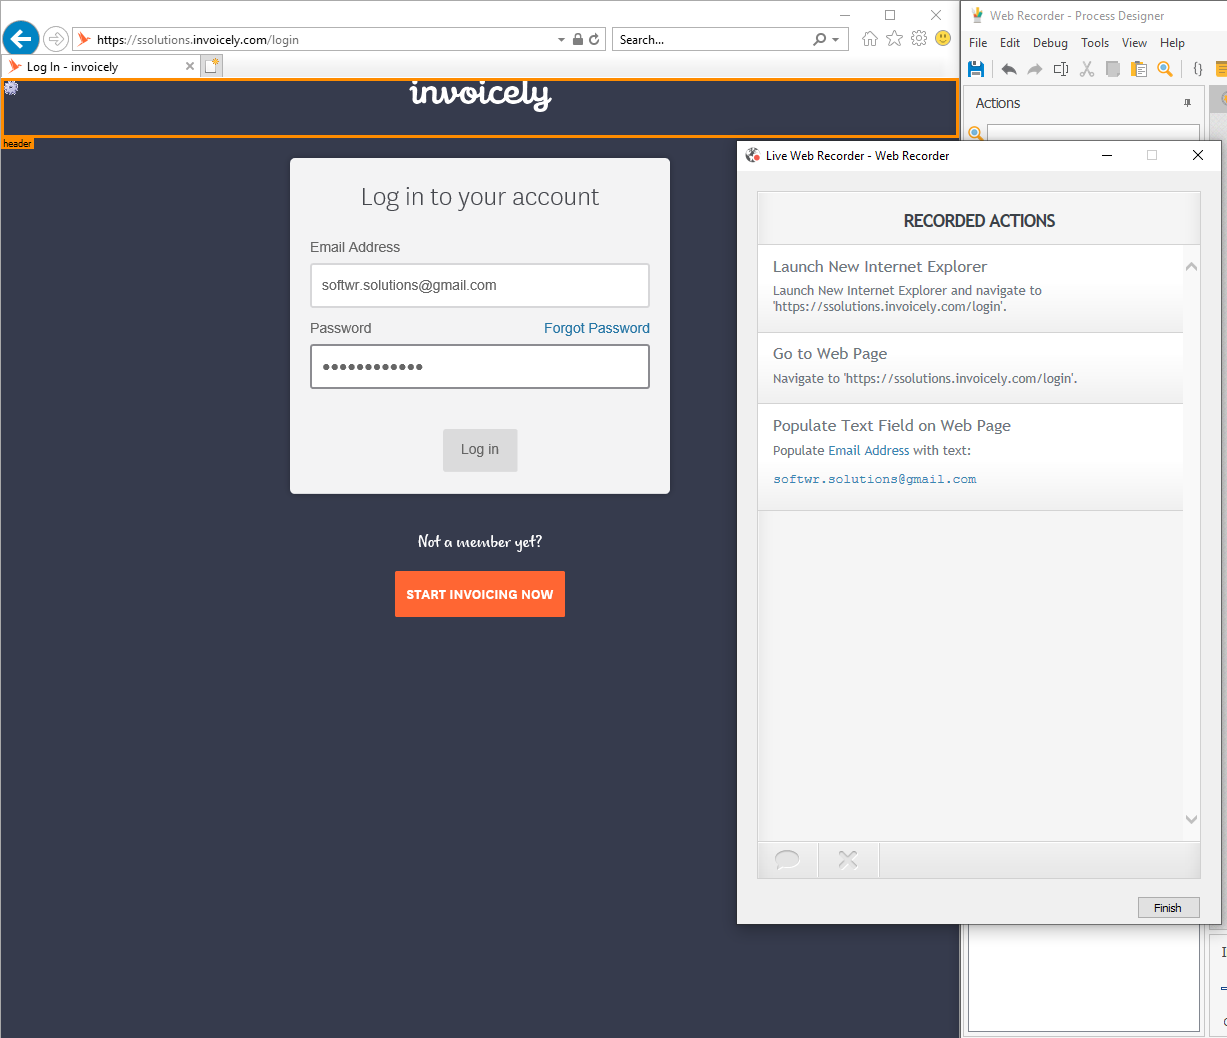 https://ssolutions.invoicely.com/login
Search...
Log In - invoicely
invoicely
header
Log in to your account
Email Address
softwr.solutions@gmail.com
Password
Forgot Password
●●●●●●●●●●●●
Log in
Not a member yet?
START INVOICING NOW
Web Recorder - Process Designer
File Edit Debug Tools View Help
Actions
Live Web Recorder - Web Recorder
RECORDED ACTIONS
Launch New Internet Explorer
Launch New Internet Explorer and navigate to
'https://ssolutions.invoicely.com/login'.
Go to Web Page
Navigate to 'https://ssolutions.invoicely.com/login'.
Populate Text Field on Web Page
Populate Email Address with text:
softwr.solutions@gmail.com
Finish